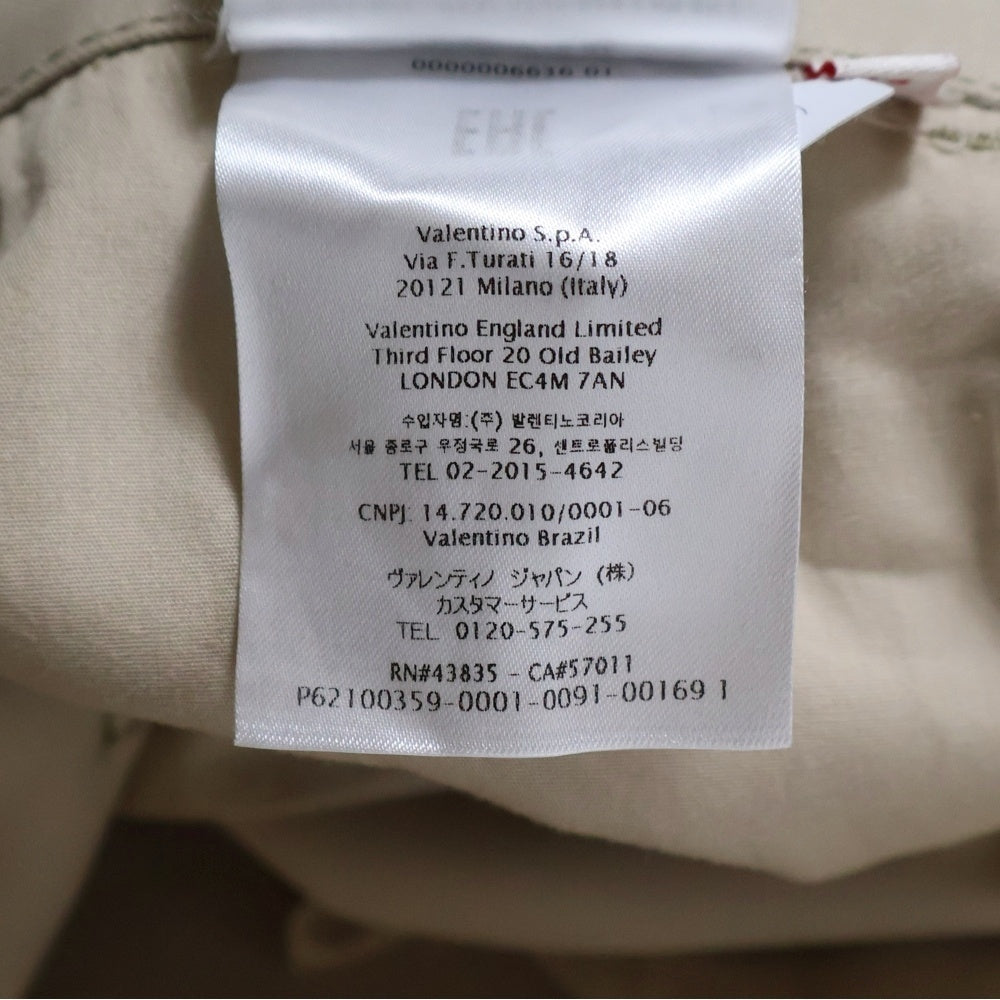 0000006636 01
EHC
Valentino S.p.A.
Via F.Turati 16/18
20121 Milano (Italy)
Valentino England Limited
Third Floor 20 Old Bailey
LONDON EC4M 7AN
수입자명:(주) 발렌티노코리아
서울 종로구 우정국로 26, 센트로폴리스빌딩
TEL 02-2015-4642
CNPJ: 14.720.010/0001-06
Valentino Brazil
ヴァレンティノ ジャパン (株)
カスタマーサービス
TEL 0120-575-255
RN#43835 - CA#57011
P62100359-0001-0091-00169 1